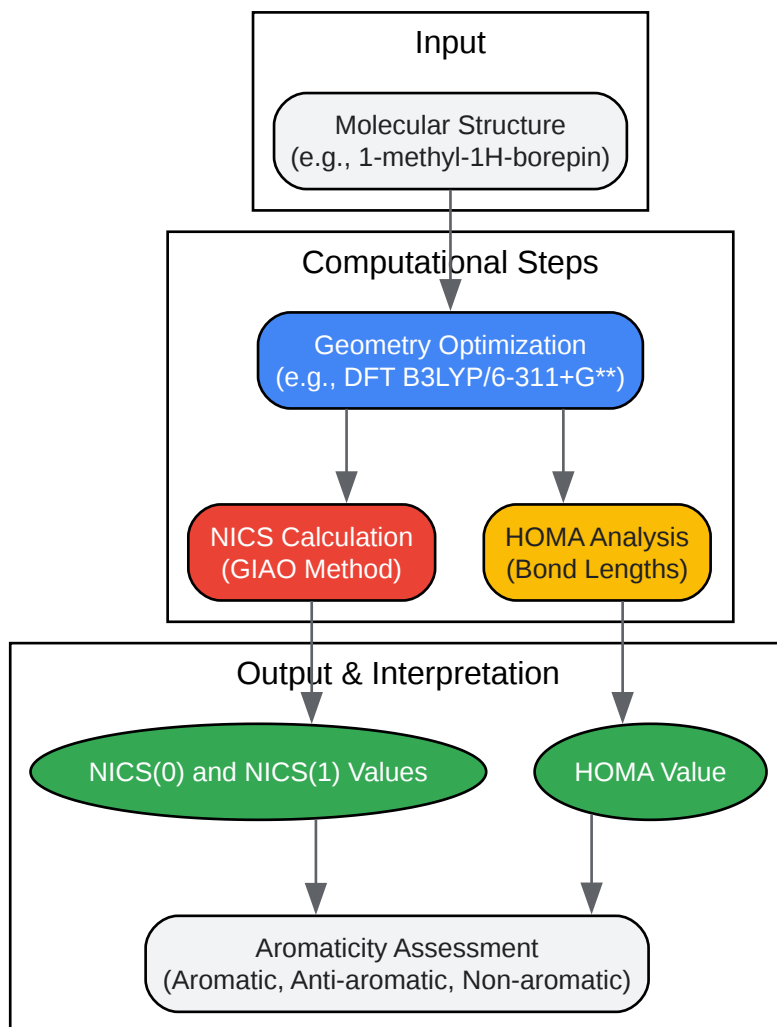 Input
Molecular Structure
(e.g., 1-methyl-1H-borepin)
Computational Steps
Geometry Optimization
(e.g., DFT B3LYP/6-311+G**)
NICS Calculation
(GIAO Method)
HOMA Analysis
(Bond Lengths)
Output & Interpretation
NICS(0) and NICS(1) Values
HOMA Value
Aromaticity Assessment
(Aromatic, Anti-aromatic, Non-aromatic)